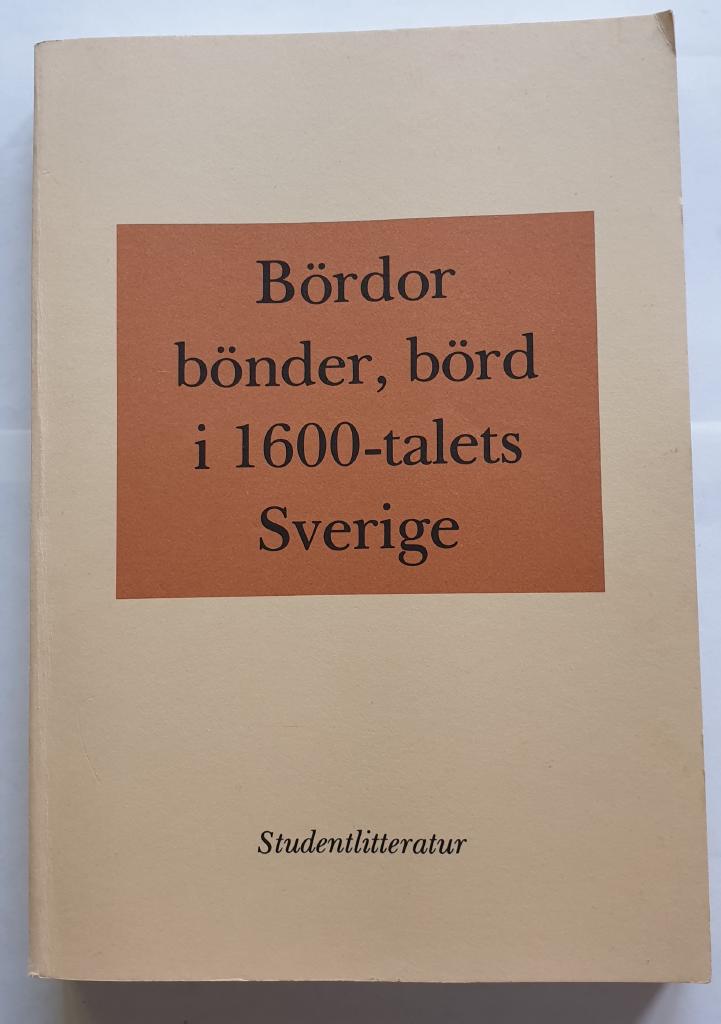 Bördor
bönder, börd
i 1600-talets
Sverige
Studentlitteratur